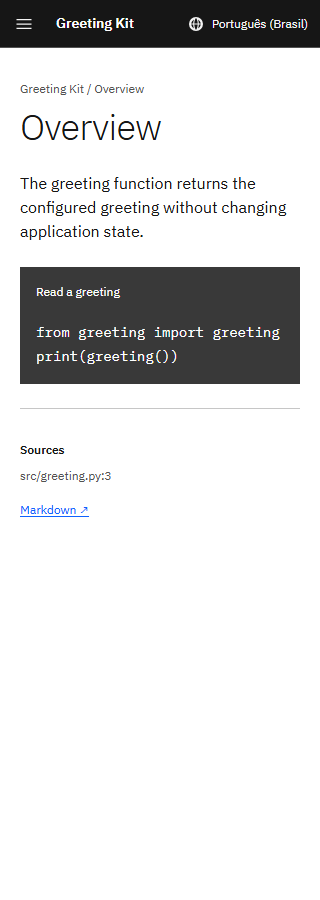 Greeting Kit
Português (Brasil)
Greeting Kit / Overview
Overview
The greeting function returns the
configured greeting without changing
application state.
Read a greeting
from greeting import greeting
print(greeting())
Sources
src/greeting.py:3
Markdown ↗